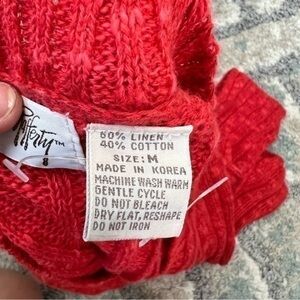 8
60% LINEN
40% COTTON
SIZE: M
MADE IN KOREA
MACHINE WASH WARM
GENTLE CYCLE
DO NOT BLEACH
DRY FLAT, RESHAPE
DO NOT IRON